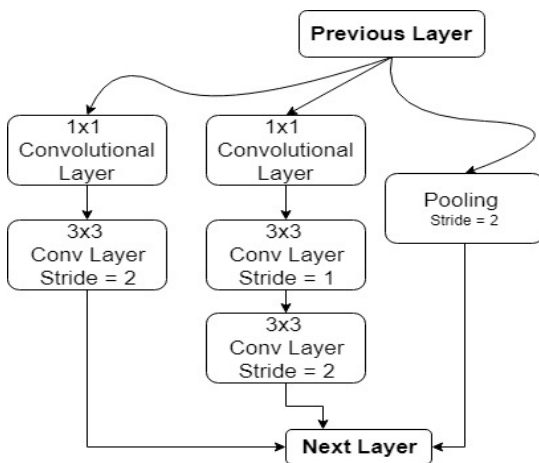 Previous Layer
1x1
Convolutional
Layer
3x3
Conv Layer
Stride = 2
1x1
Convolutional
Layer
3x3
Conv Layer
Stride = 1
3x3
Conv Layer
Stride = 2
Pooling
Stride = 2
Next Layer